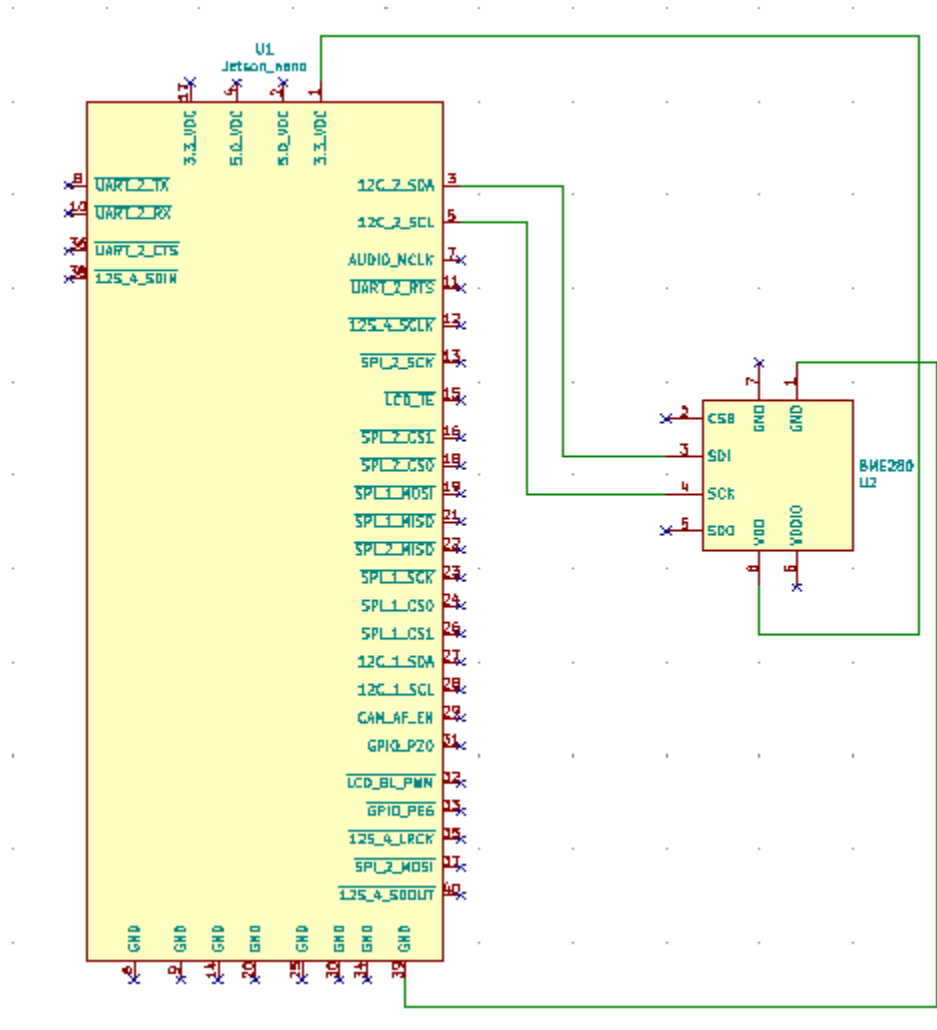 U1
Jetson_nano
17
4
2
1
3.3_VDC
5.0_VDC
5.0_VDC
3.3_VDC
8
UART_2_TX
10
UART_2_RX
UART_2_CTS
I2S_4_SDIN
I2C_2_SDA
3
I2C_2_SCL
5
AUDIO_MCLK
7
UART_2_RTS
11
I2S_4_SCLK
12
SPI_2_SCK
13
LCD_TE
15
SPI_2_CS1
16
SPI_2_CS0
18
SPI_1_MOSI
19
SPI_1_MISO
21
SPI_2_MISO
22
SPI_1_SCK
23
SPI_1_CS0
24
SPI_1_CS1
26
I2C_1_SDA
27
I2C_1_SCL
28
CAM_AF_EN
29
GPIO_PZ0
31
LCD_BL_PWM
32
GPIO_PE6
33
I2S_4_LRCK
35
SPI_2_MOSI
37
I2S_4_SDOUT
40
GND
GND
GND
GND
GND
GND
GND
GND
6
9
14
20
25
30
34
39
7
1
GND
GND
2
CSB
3
SDI
4
SCK
5
SDO
VDD
VDDIO
8
6
BME280
U2